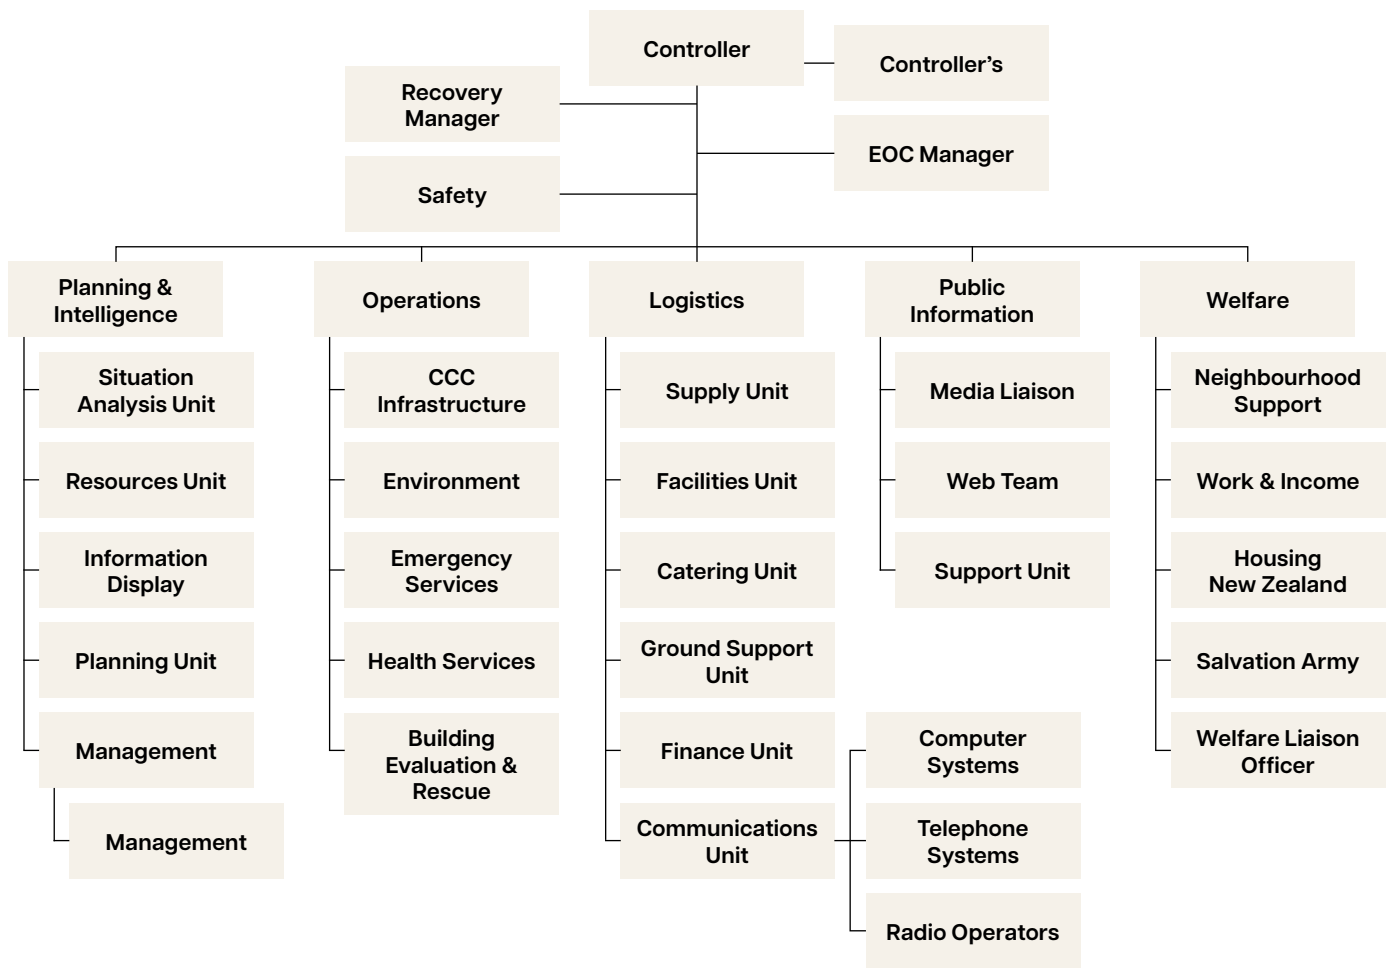 Controller
Controller’s
Recovery
Manager
EOC Manager
Safety
Planning &
Intelligence
Situation
Analysis Unit
Resources Unit
Information
Display
Planning Unit
Management
Management
Operations
CCC
Infrastructure
Environment
Emergency
Services
Health Services
Building
Evaluation &
Rescue
Logistics
Supply Unit
Facilities Unit
Catering Unit
Ground Support
Unit
Finance Unit
Communications
Unit
Computer
Systems
Telephone
Systems
Radio Operators
Public
Information
Media Liaison
Web Team
Support Unit
Welfare
Neighbourhood
Support
Work & Income
Housing
New Zealand
Salvation Army
Welfare Liaison
Officer